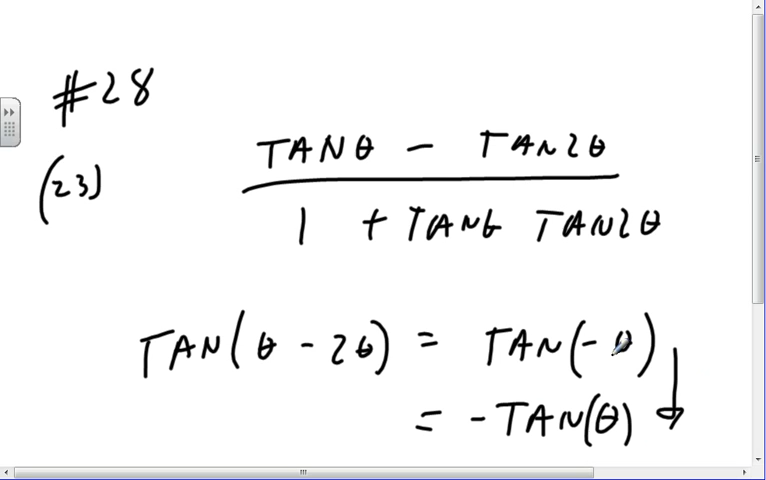 #28
(23)
TANθ - TAN2θ
1 + TANθ TAN2θ
TAN(θ - 2θ) = TAN(-θ)
= -TAN(θ)